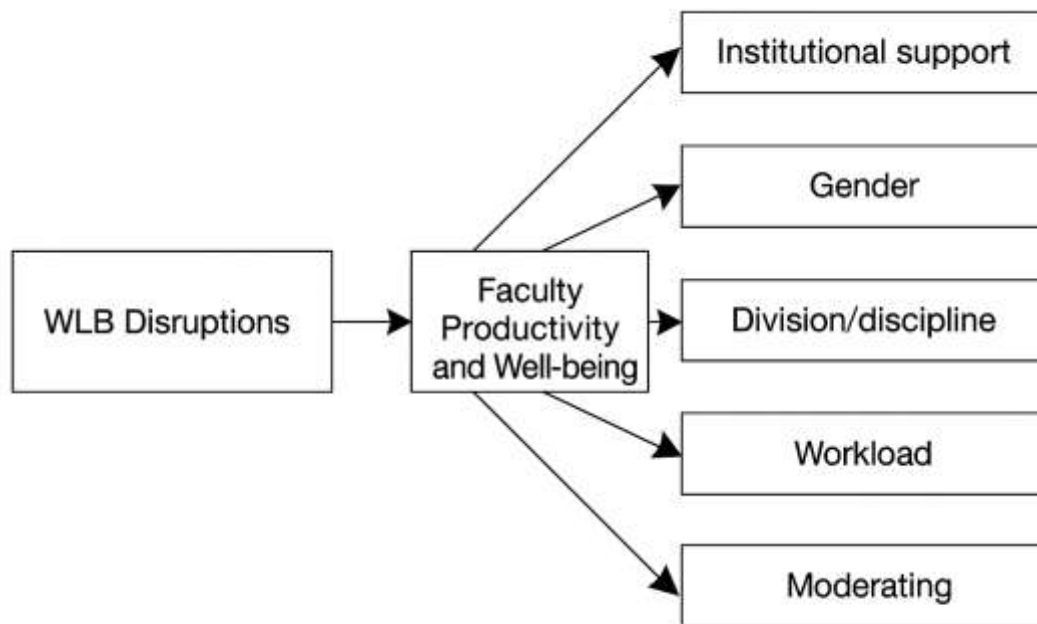 Institutional support
Gender
WLB Disruptions
Faculty
Productivity
and Well-being
Division/discipline
Workload
Moderating